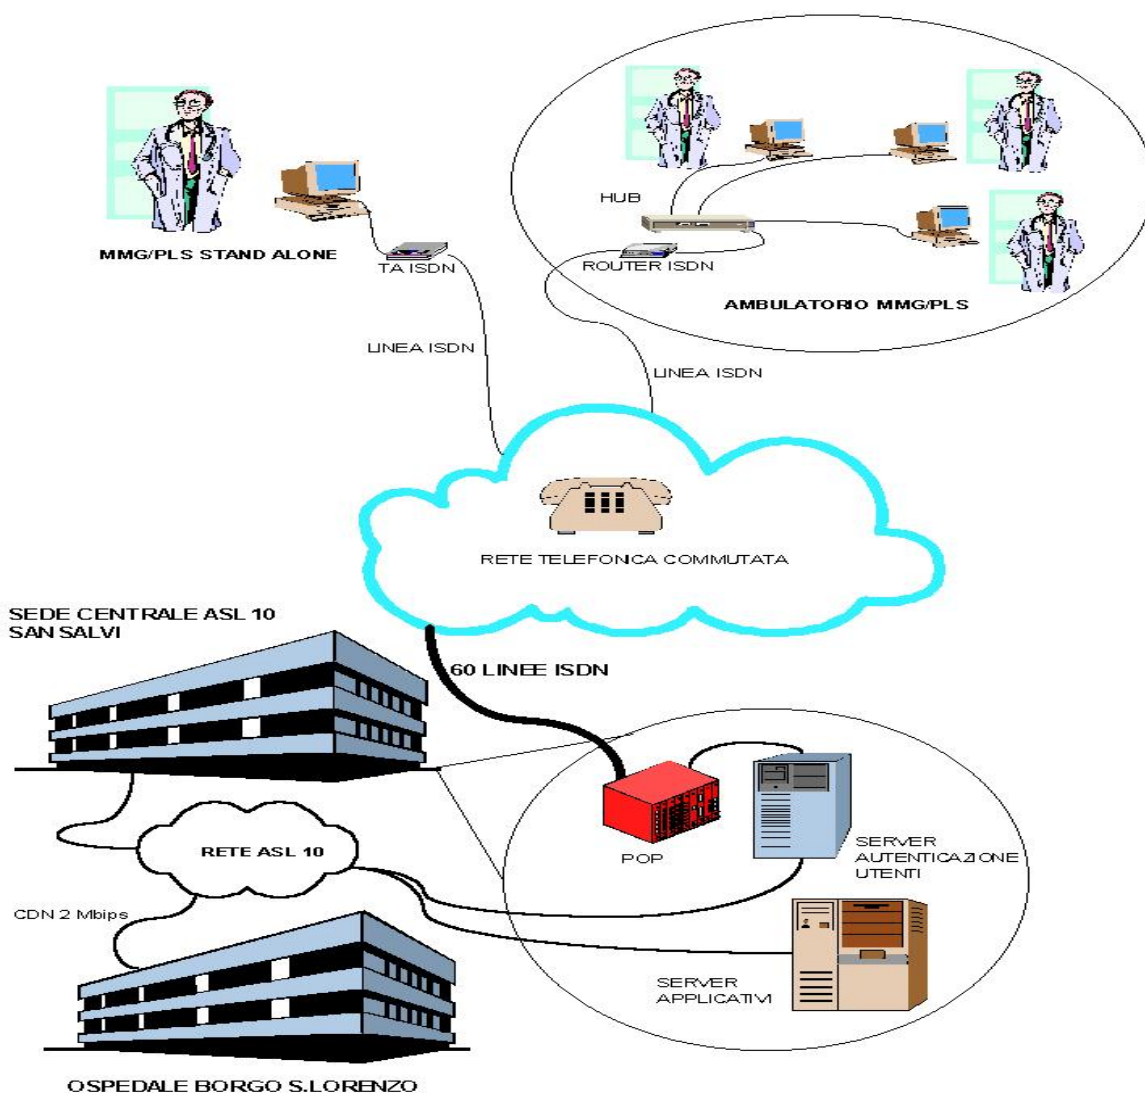 HUB
MMG/PLS STAND ALONE
TA ISDN
ROUTER ISDN
AMBULATORIO MMG/PLS
LINEA ISDN
LINEA ISDN
RETE TELEFONICA COMMUTATA
SEDE CENTRALE ASL 10
SAN SALVI
60 LINEE ISDN
POP
SERVER
AUTENTICAZIONE
UTENTI
RETE ASL 10
CDN 2 Mbips
SERVER
APPLICATIVI
OSPEDALE BORGO S.LORENZO